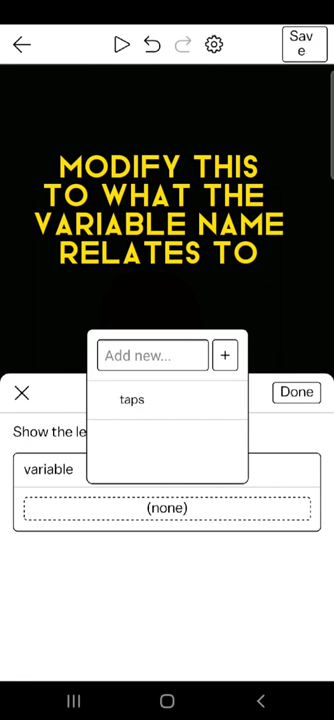 Sav
e
MODIFY THIS
TO WHAT THE
VARIABLE NAME
RELATES TO
Add new...
+
taps
Done
Show the le
variable
(none)